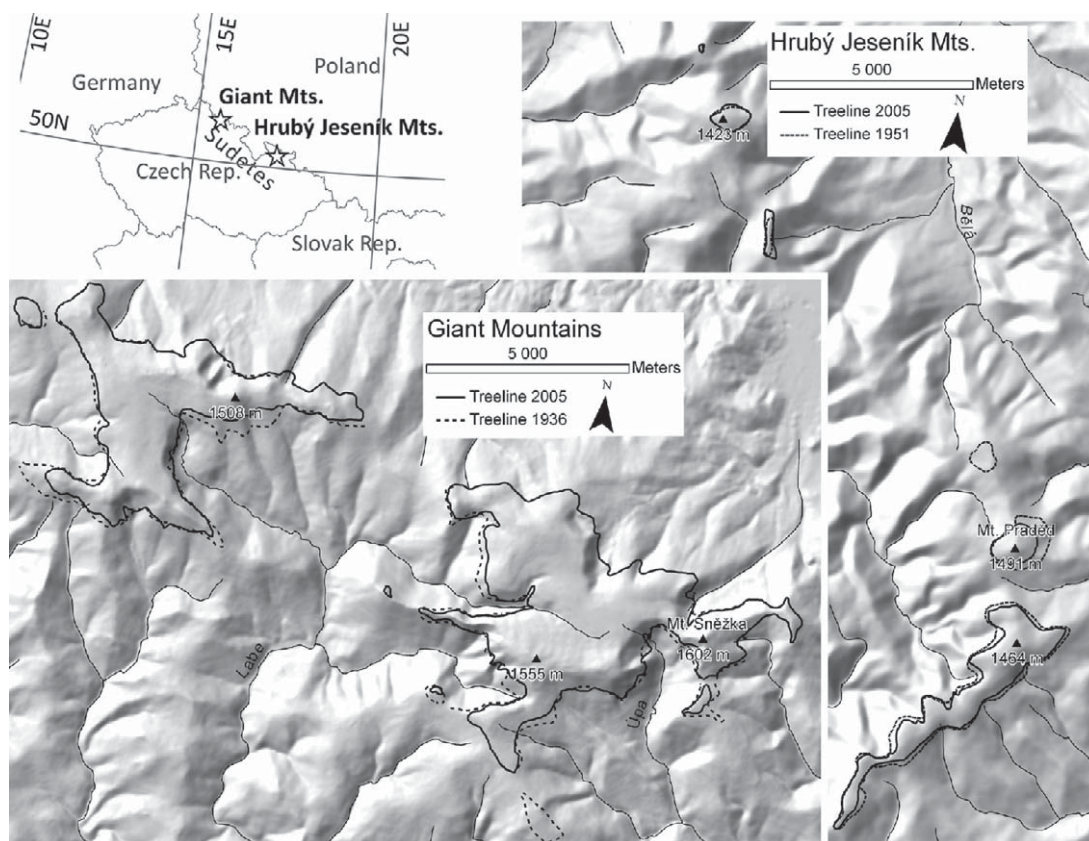 10E
15E
20E
Germany
Poland
Giant Mts.
50N
Hrubý Jeseník Mts.
Sudetes
Czech Rep.
Slovak Rep.
Hrubý Jeseník Mts.
5 000
Meters
N
Treeline 2005
Treeline 1951
1423 m
Bělá
Mt. Praděd
1491 m
1464 m
Giant Mountains
5 000
Meters
N
Treeline 2005
Treeline 1936
1508 m
Labe
Mt. Sněžka
1602 m
1555 m
Úpa